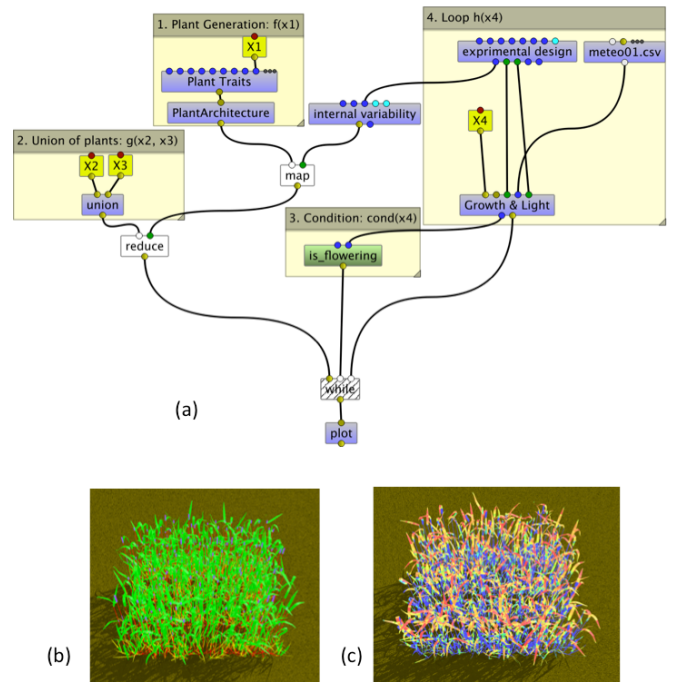 1. Plant Generation: f(x1)
X1
Plant Traits
PlantArchitecture
4. Loop h(x4)
exprimental design
meteo01.csv
internal variability
X4
Growth & Light
2. Union of plants: g(x2, x3)
X2
X3
union
map
reduce
3. Condition: cond(x4)
is_flowering
while
plot
(a)
(b)
(c)